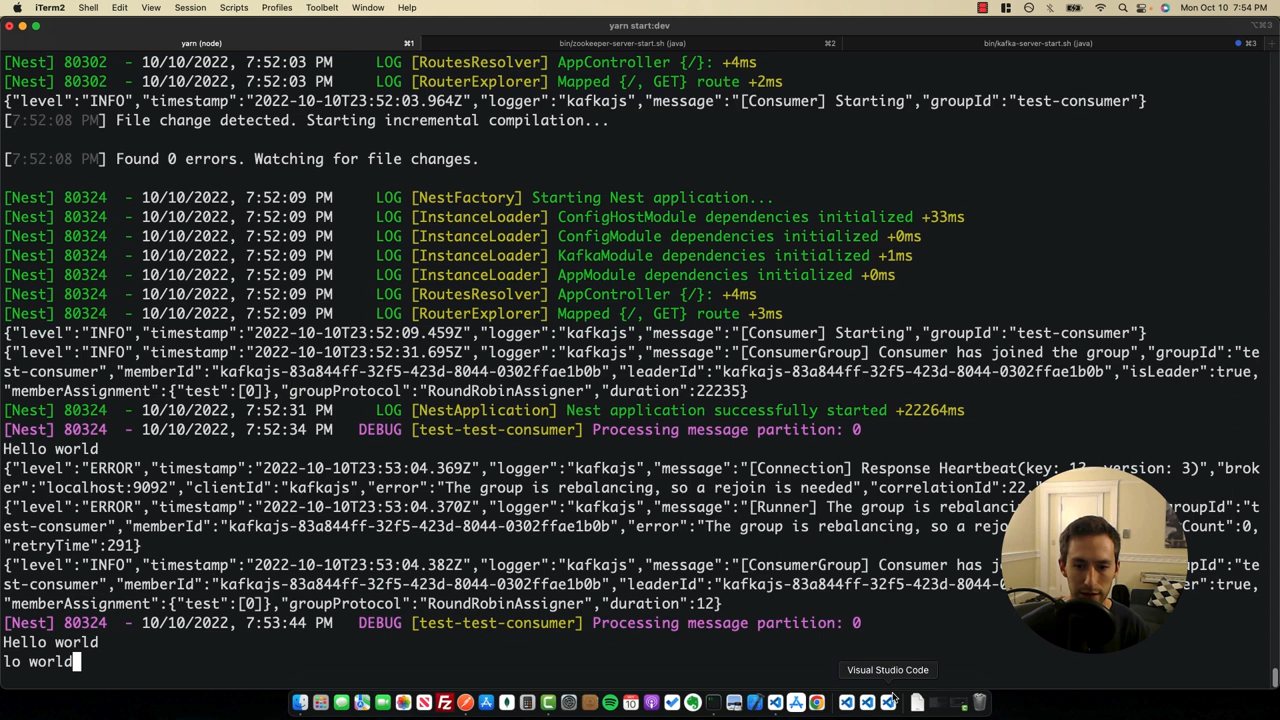 iTerm2 Shell Edit View Session Scripts Profiles Toolbelt Window Help Mon Oct 10 7:54 PM
yarn start:dev ⌥⌘3
yarn (node) ⌘1 bin/zookeeper-server-start.sh (java) ⌘2 bin/kafka-server-start.sh (java) ⌘3
[Nest] 80302 - 10/10/2022, 7:52:03 PM LOG [RoutesResolver] AppController {/}: +4ms
[Nest] 80302 - 10/10/2022, 7:52:03 PM LOG [RouterExplorer] Mapped {/, GET} route +2ms
{"level":"INFO","timestamp":"2022-10-10T23:52:03.964Z","logger":"kafkajs","message":"[Consumer] Starting","groupId":"test-consumer"}
[7:52:08 PM] File change detected. Starting incremental compilation...
[7:52:08 PM] Found 0 errors. Watching for file changes.
[Nest] 80324 - 10/10/2022, 7:52:09 PM LOG [NestFactory] Starting Nest application...
[Nest] 80324 - 10/10/2022, 7:52:09 PM LOG [InstanceLoader] ConfigHostModule dependencies initialized +33ms
[Nest] 80324 - 10/10/2022, 7:52:09 PM LOG [InstanceLoader] ConfigModule dependencies initialized +0ms
[Nest] 80324 - 10/10/2022, 7:52:09 PM LOG [InstanceLoader] KafkaModule dependencies initialized +1ms
[Nest] 80324 - 10/10/2022, 7:52:09 PM LOG [InstanceLoader] AppModule dependencies initialized +0ms
[Nest] 80324 - 10/10/2022, 7:52:09 PM LOG [RoutesResolver] AppController {/}: +4ms
[Nest] 80324 - 10/10/2022, 7:52:09 PM LOG [RouterExplorer] Mapped {/, GET} route +3ms
{"level":"INFO","timestamp":"2022-10-10T23:52:09.459Z","logger":"kafkajs","message":"[Consumer] Starting","groupId":"test-consumer"}
{"level":"INFO","timestamp":"2022-10-10T23:52:31.695Z","logger":"kafkajs","message":"[ConsumerGroup] Consumer has joined the group","groupId":"te
st-consumer","memberId":"kafkajs-83a844ff-32f5-423d-8044-0302ffae1b0b","leaderId":"kafkajs-83a844ff-32f5-423d-8044-0302ffae1b0b","isLeader":true,
"memberAssignment":{"test":[0]},"groupProtocol":"RoundRobinAssigner","duration":22235}
[Nest] 80324 - 10/10/2022, 7:52:31 PM LOG [NestApplication] Nest application successfully started +22264ms
[Nest] 80324 - 10/10/2022, 7:52:34 PM DEBUG [test-test-consumer] Processing message partition: 0
Hello world
{"level":"ERROR","timestamp":"2022-10-10T23:53:04.369Z","logger":"kafkajs","message":"[Connection] Response Heartbeat(key: 12, version: 3)","brok
er":"localhost:9092","clientId":"kafkajs","error":"The group is rebalancing, so a rejoin is needed","correlationId":22,
{"level":"ERROR","timestamp":"2022-10-10T23:53:04.370Z","logger":"kafkajs","message":"[Runner] The group is rebalancing groupId":"t
est-consumer","memberId":"kafkajs-83a844ff-32f5-423d-8044-0302ffae1b0b","error":"The group is rebalancing, so a rejo Count":0,
"retryTime":291}
{"level":"INFO","timestamp":"2022-10-10T23:53:04.382Z","logger":"kafkajs","message":"[ConsumerGroup] Consumer has jo groupId":"te
st-consumer","memberId":"kafkajs-83a844ff-32f5-423d-8044-0302ffae1b0b","leaderId":"kafkajs-83a844ff-32f5-423d-8044-0 er":true,
"memberAssignment":{"test":[0]},"groupProtocol":"RoundRobinAssigner","duration":12}
[Nest] 80324 - 10/10/2022, 7:53:44 PM DEBUG [test-test-consumer] Processing message partition: 0
Hello world
lo world
Visual Studio Code